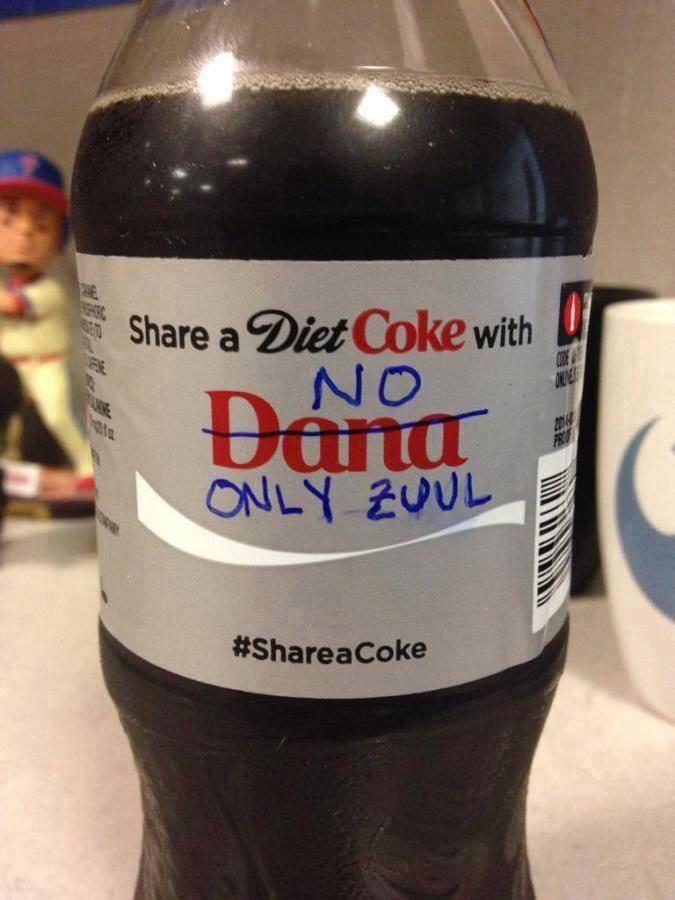 Share a Diet Coke with
NO
Dana
ONLY ZUUL
#ShareaCoke